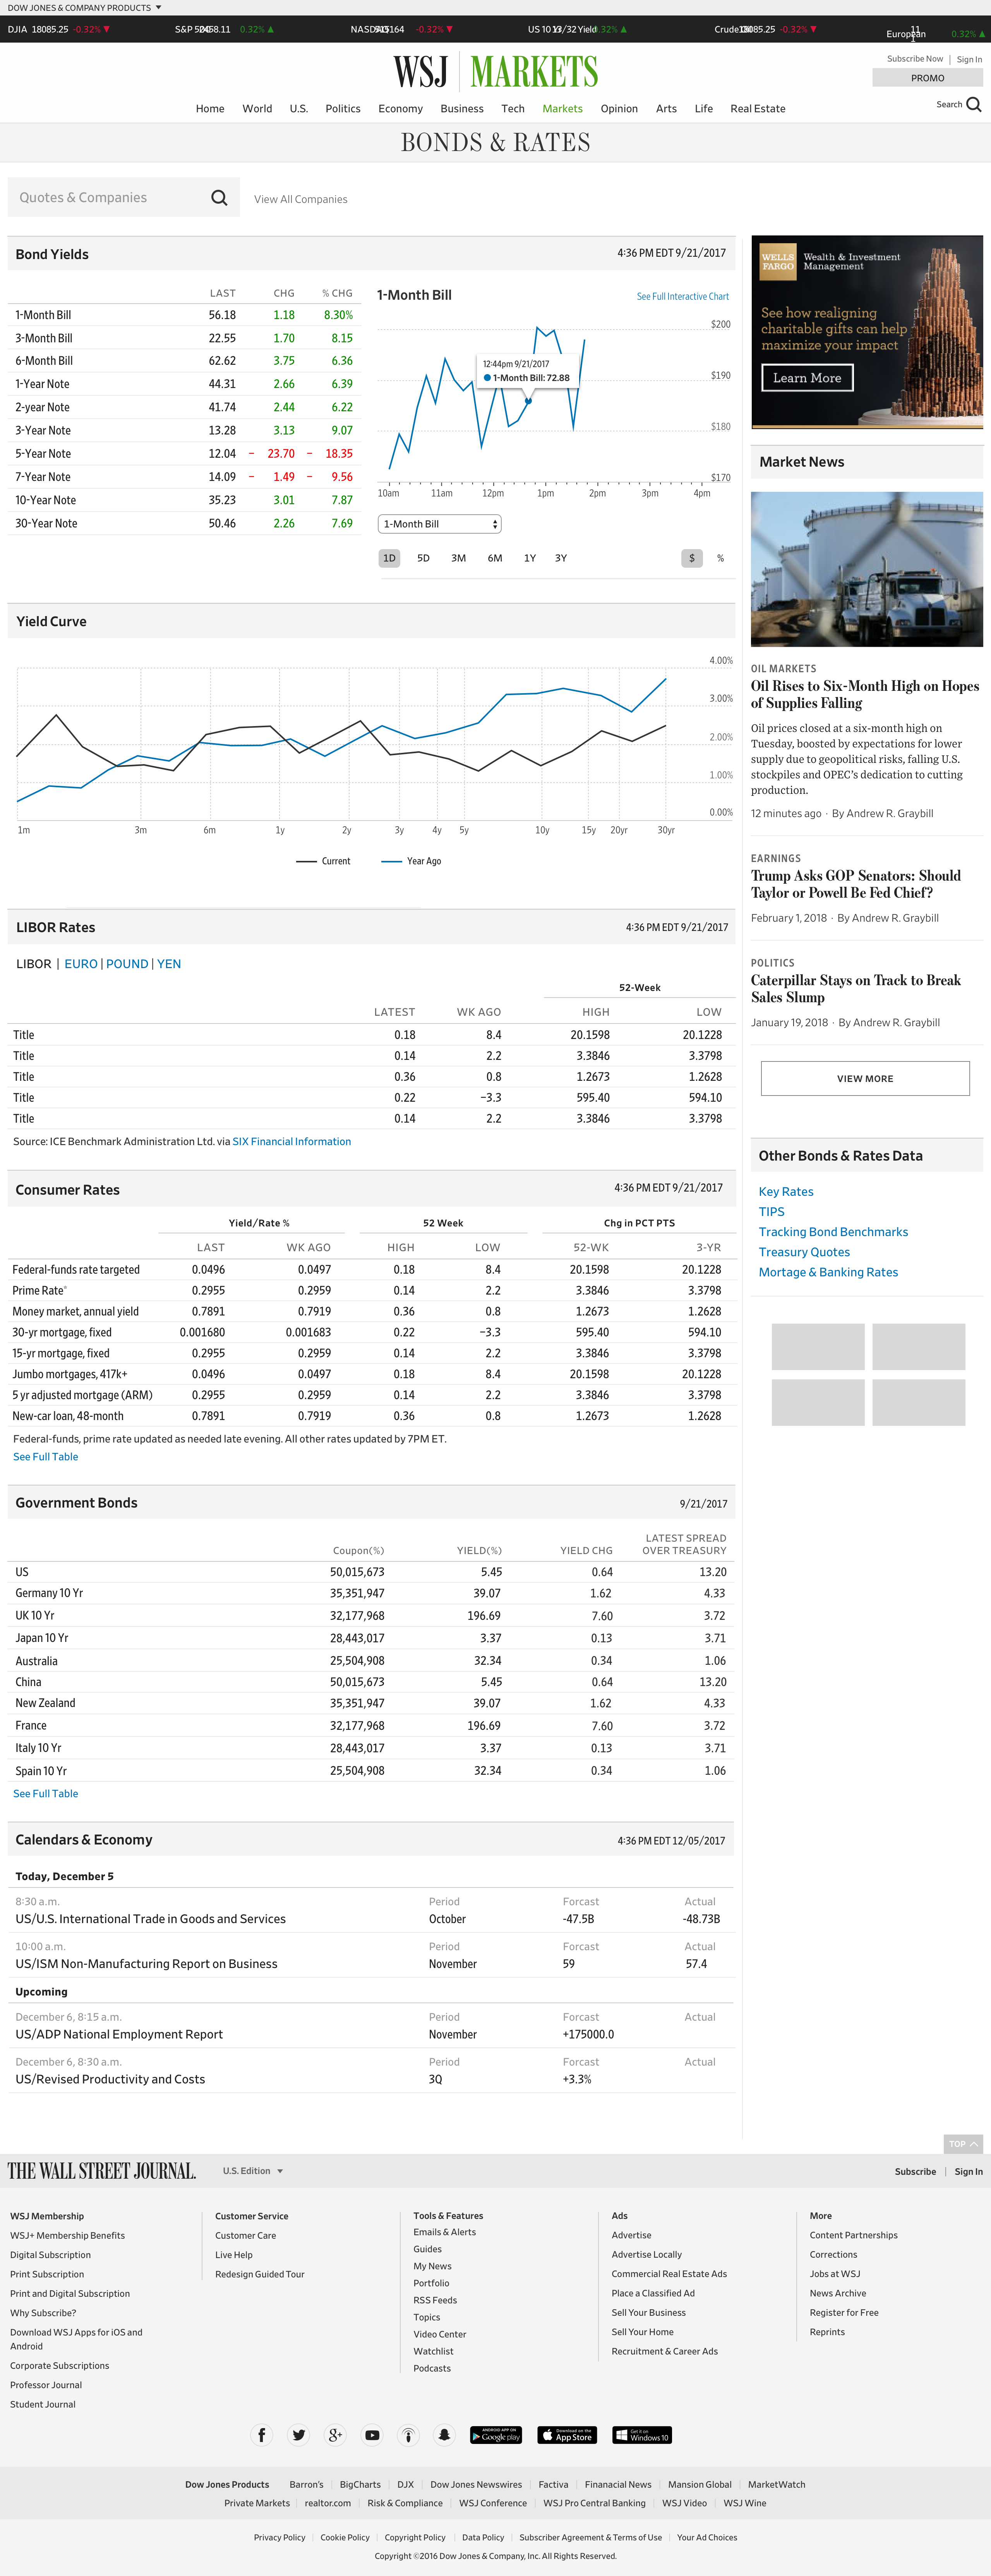 DOW JONES & COMPANY PRODUCTS
DJIA 18085.25 -0.32%
0.32%
-0.32%
0.32%
-0.32%
European 0.32%
WSJ MARKETS
Subscribe Now | Sign In
PROMO
Home World U.S. Politics Economy Business Tech Markets Opinion Arts Life Real Estate
Search
BONDS & RATES
Quotes & Companies
View All Companies
Bond Yields 4:36 PM EDT 9/21/2017
LAST CHG % CHG
1-Month Bill 56.18 1.18 8.30%
3-Month Bill 22.55 1.70 8.15
6-Month Bill 62.62 3.75 6.36
1-Year Note 44.31 2.66 6.39
2-year Note 41.74 2.44 6.22
3-Year Note 13.28 3.13 9.07
5-Year Note 12.04 – 23.70 – 18.35
7-Year Note 14.09 – 1.49 – 9.56
10-Year Note 35.23 3.01 7.87
30-Year Note 50.46 2.26 7.69
1-Month Bill See Full Interactive Chart
$200
12:44pm 9/21/2017
1-Month Bill: 72.88
$190
$180
$170
10am 11am 12pm 1pm 2pm 3pm 4pm
1-Month Bill
1D 5D 3M 6M 1Y 3Y $ %
Yield Curve
4.00%
3.00%
2.00%
1.00%
0.00%
1m 3m 6m 1y 2y 3y 4y 5y 10y 15y 20yr 30yr
Current Year Ago
LIBOR Rates 4:36 PM EDT 9/21/2017
LIBOR | EURO | POUND | YEN
52-Week
LATEST WK AGO HIGH LOW
Title 0.18 8.4 20.1598 20.1228
Title 0.14 2.2 3.3846 3.3798
Title 0.36 0.8 1.2673 1.2628
Title 0.22 –3.3 595.40 594.10
Title 0.14 2.2 3.3846 3.3798
Source: ICE Benchmark Administration Ltd. via SIX Financial Information
Consumer Rates 4:36 PM EDT 9/21/2017
Yield/Rate % 52 Week Chg in PCT PTS
LAST WK AGO HIGH LOW 52-WK 3-YR
Federal-funds rate targeted 0.0496 0.0497 0.18 8.4 20.1598 20.1228
Prime Rate* 0.2955 0.2959 0.14 2.2 3.3846 3.3798
Money market, annual yield 0.7891 0.7919 0.36 0.8 1.2673 1.2628
30-yr mortgage, fixed 0.001680 0.001683 0.22 –3.3 595.40 594.10
15-yr mortgage, fixed 0.2955 0.2959 0.14 2.2 3.3846 3.3798
Jumbo mortgages, 417k+ 0.0496 0.0497 0.18 8.4 20.1598 20.1228
5 yr adjusted mortgage (ARM) 0.2955 0.2959 0.14 2.2 3.3846 3.3798
New-car loan, 48-month 0.7891 0.7919 0.36 0.8 1.2673 1.2628
Federal-funds, prime rate updated as needed late evening. All other rates updated by 7PM ET.
See Full Table
Government Bonds 9/21/2017
LATEST SPREAD
Coupon(%) YIELD(%) YIELD CHG OVER TREASURY
US 50,015,673 5.45 0.64 13.20
Germany 10 Yr 35,351,947 39.07 1.62 4.33
UK 10 Yr 32,177,968 196.69 7.60 3.72
Japan 10 Yr 28,443,017 3.37 0.13 3.71
Australia 25,504,908 32.34 0.34 1.06
China 50,015,673 5.45 0.64 13.20
New Zealand 35,351,947 39.07 1.62 4.33
France 32,177,968 196.69 7.60 3.72
Italy 10 Yr 28,443,017 3.37 0.13 3.71
Spain 10 Yr 25,504,908 32.34 0.34 1.06
See Full Table
Calendars & Economy 4:36 PM EDT 12/05/2017
Today, December 5
8:30 a.m. Period Forcast Actual
US/U.S. International Trade in Goods and Services October -47.5B -48.73B
10:00 a.m. Period Forcast Actual
US/ISM Non-Manufacturing Report on Business November 59 57.4
Upcoming
December 6, 8:15 a.m. Period Forcast Actual
US/ADP National Employment Report November +175000.0
December 6, 8:30 a.m. Period Forcast Actual
US/Revised Productivity and Costs 3Q +3.3%
WELLS FARGO
Wealth & Investment
Management
See how realigning
charitable gifts can help
maximize your impact
Learn More
Market News
OIL MARKETS
Oil Rises to Six-Month High on Hopes
of Supplies Falling
Oil prices closed at a six-month high on
Tuesday, boosted by expectations for lower
supply due to geopolitical risks, falling U.S.
stockpiles and OPEC's dedication to cutting
production.
12 minutes ago · By Andrew R. Graybill
EARNINGS
Trump Asks GOP Senators: Should
Taylor or Powell Be Fed Chief?
February 1, 2018 · By Andrew R. Graybill
POLITICS
Caterpillar Stays on Track to Break
Sales Slump
January 19, 2018 · By Andrew R. Graybill
VIEW MORE
Other Bonds & Rates Data
Key Rates
TIPS
Tracking Bond Benchmarks
Treasury Quotes
Mortage & Banking Rates
TOP
THE WALL STREET JOURNAL. U.S. Edition Subscribe | Sign In
WSJ Membership
WSJ+ Membership Benefits
Digital Subscription
Print Subscription
Print and Digital Subscription
Why Subscribe?
Download WSJ Apps for iOS and
Android
Corporate Subscriptions
Professor Journal
Student Journal
Customer Service
Customer Care
Live Help
Redesign Guided Tour
Tools & Features
Emails & Alerts
Guides
My News
Portfolio
RSS Feeds
Topics
Video Center
Watchlist
Podcasts
Ads
Advertise
Advertise Locally
Commercial Real Estate Ads
Place a Classified Ad
Sell Your Business
Sell Your Home
Recruitment & Career Ads
More
Content Partnerships
Corrections
Jobs at WSJ
News Archive
Register for Free
Reprints
ANDROID APP ON Google play Download on the App Store Get it on Windows 10
Dow Jones Products Barron's BigCharts DJX Dow Jones Newswires Factiva Finanacial News Mansion Global MarketWatch
Private Markets realtor.com Risk & Compliance WSJ Conference WSJ Pro Central Banking WSJ Video WSJ Wine
Privacy Policy Cookie Policy Copyright Policy Data Policy Subscriber Agreement & Terms of Use Your Ad Choices
Copyright ©2016 Dow Jones & Company, Inc. All Rights Reserved.